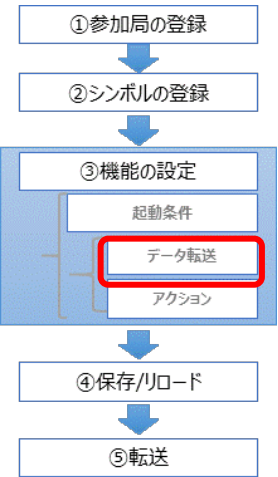 ①参加局の登録
②シンボルの登録
③機能の設定
起動条件
データ転送
アクション
④保存/リロード
⑤転送